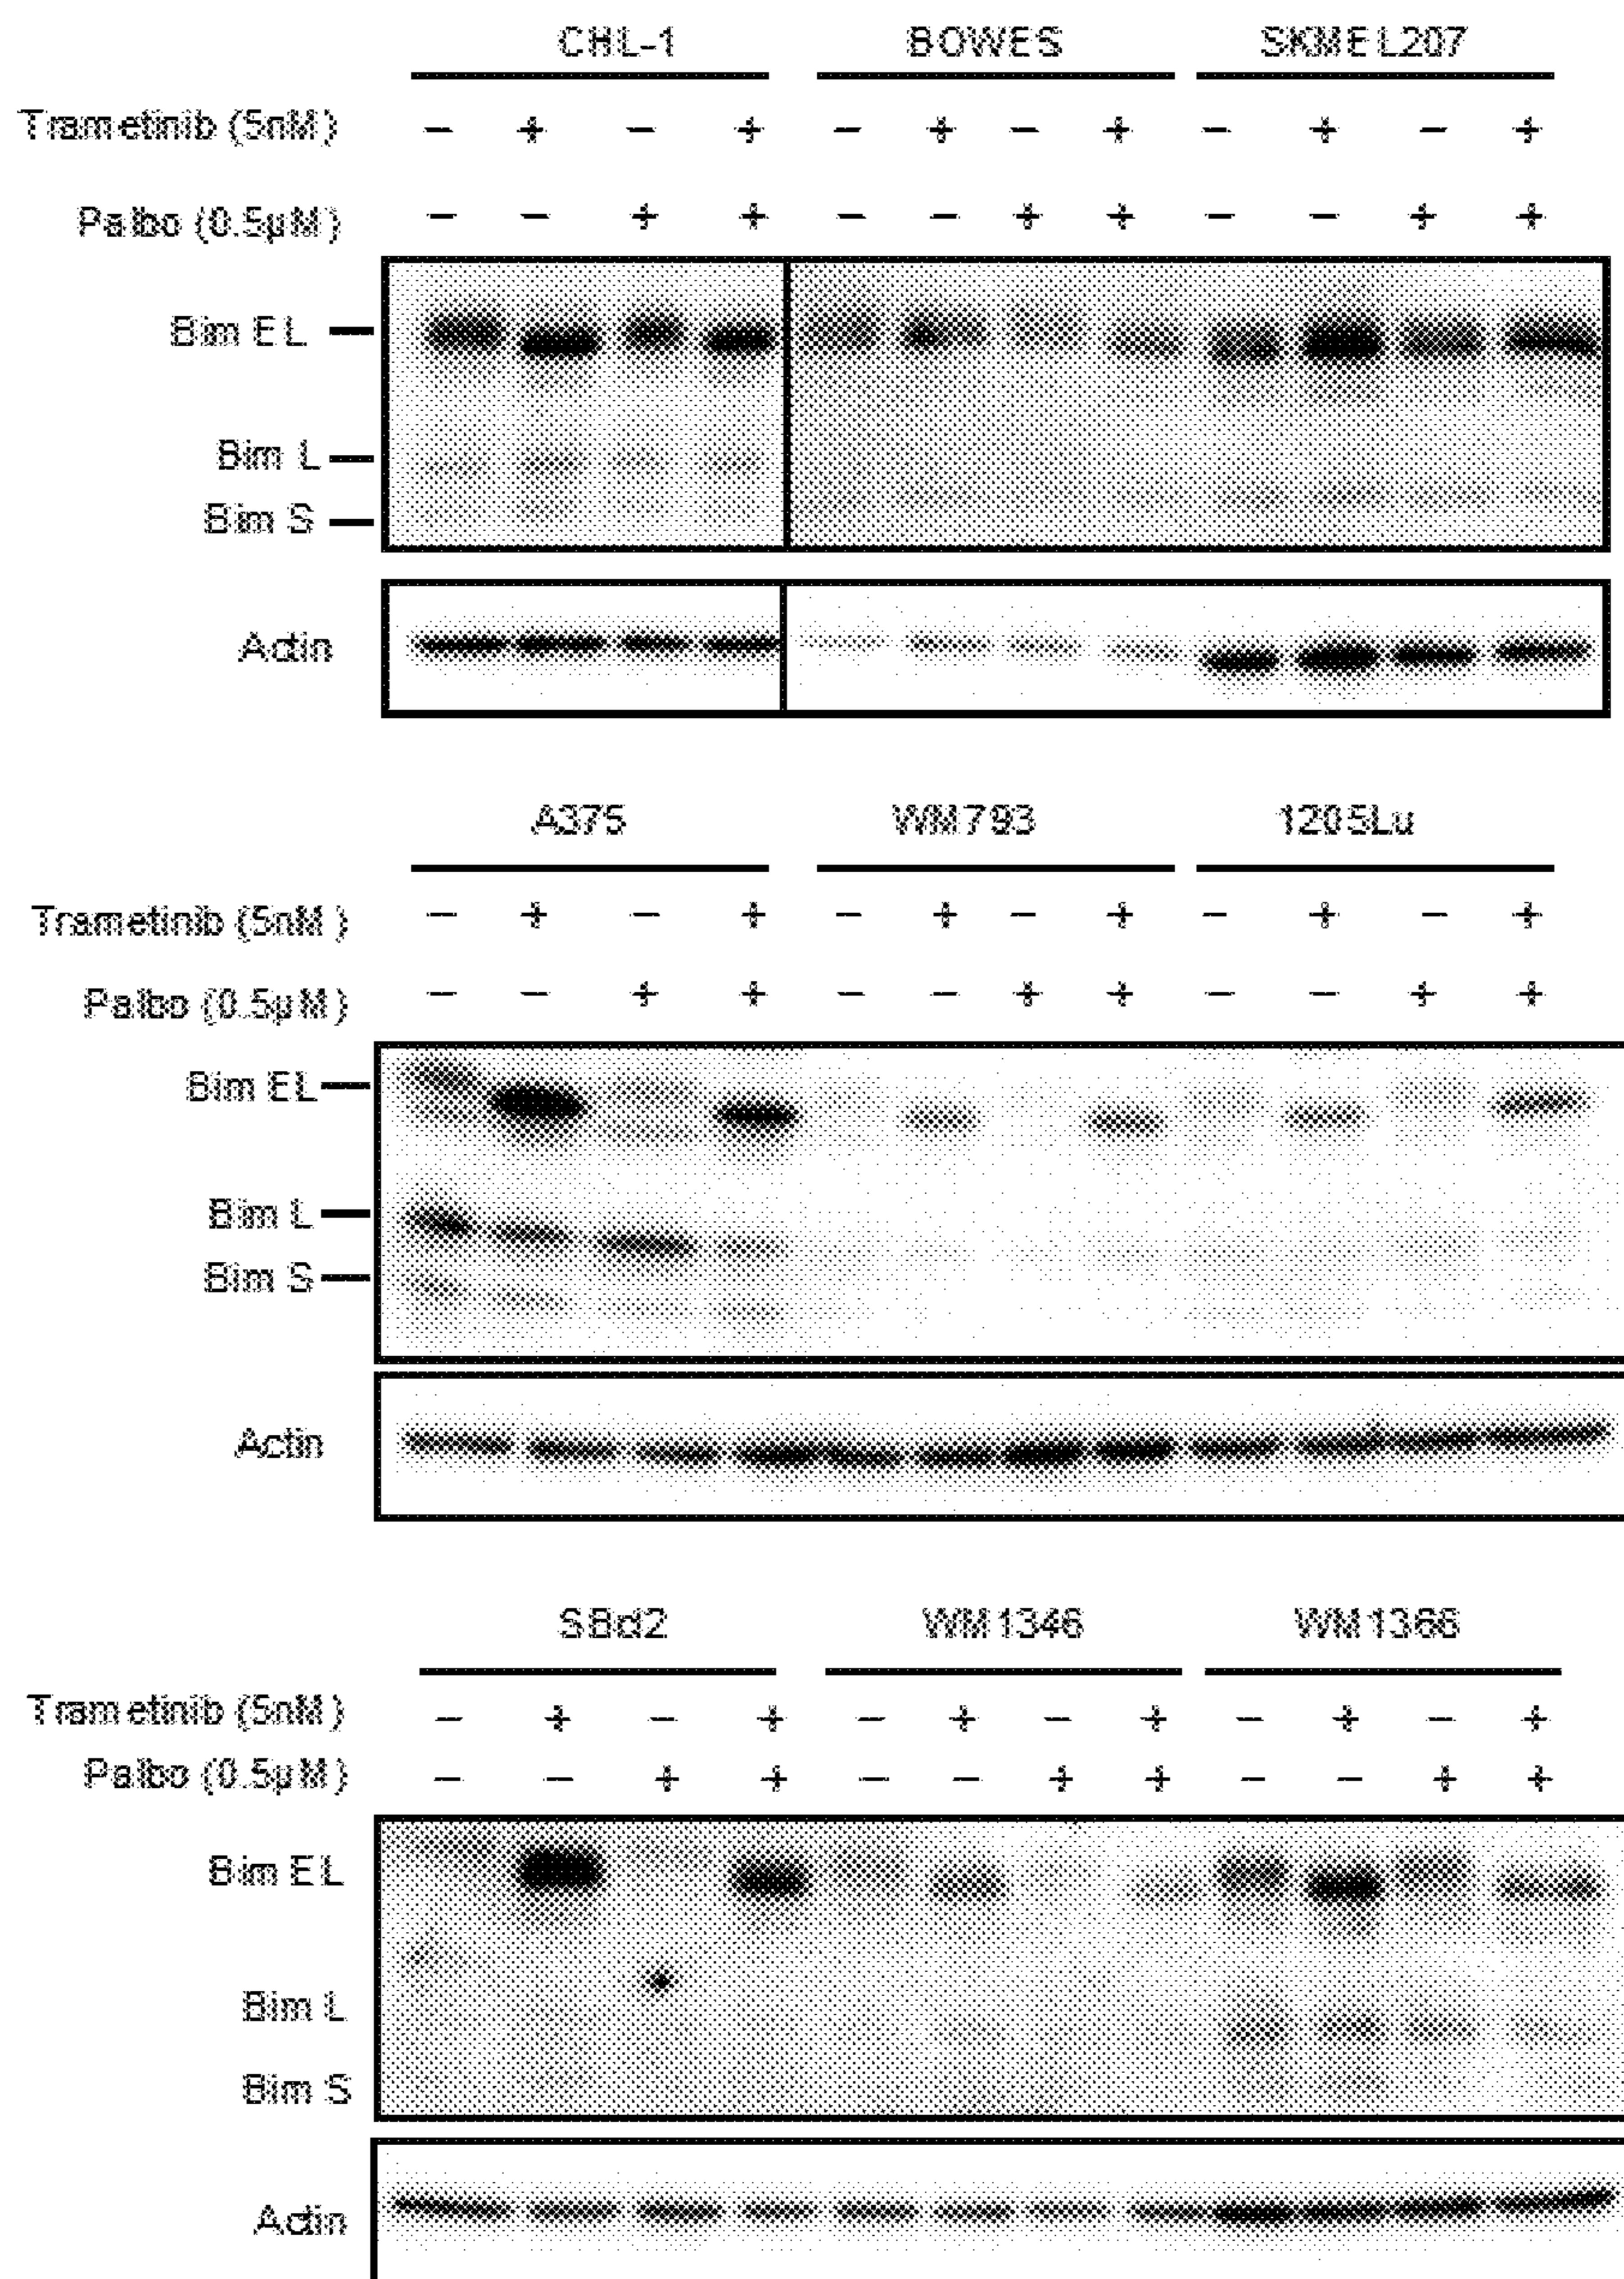 CHL-1 BOWES SKMEL207
Trametinib (5nM) − + − + − + − + − + − +
Palbo (0.5µM) − − + + − − + + − − + +
Bim EL
Bim L
Bim S
Actin
A375 WM793 1205Lu
Trametinib (5nM) − + − + − + − + − + − +
Palbo (0.5µM) − − + + − − + + − − + +
Bim EL
Bim L
Bim S
Actin
SBcl2 WM1346 WM1366
Trametinib (5nM) − + − + − + − + − + − +
Palbo (0.5µM) − − + + − − + + − − + +
Bim EL
Bim L
Bim S
Actin